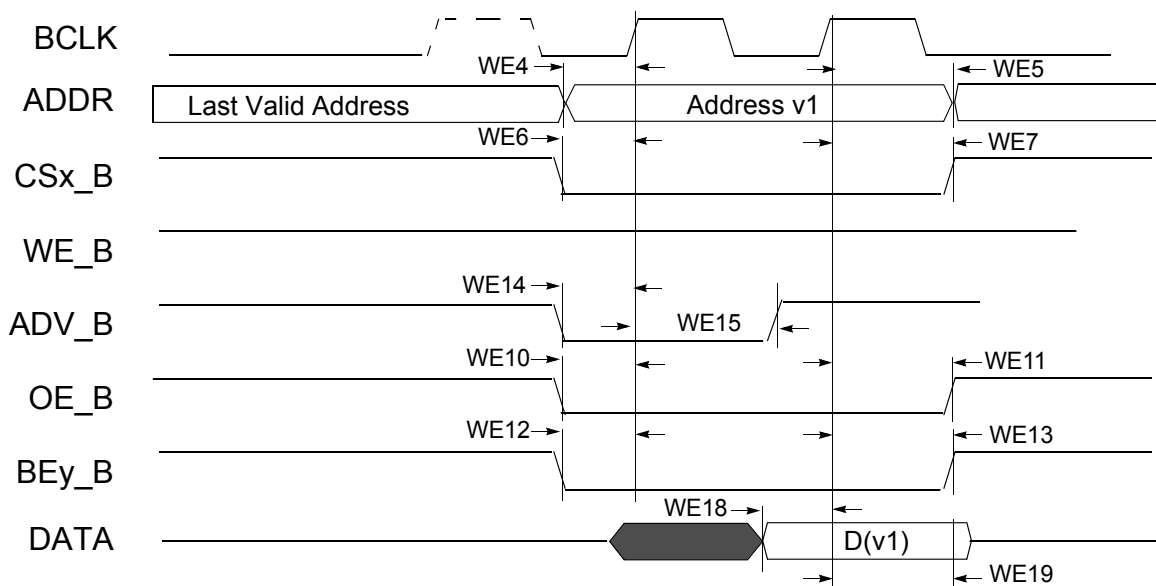 BCLK
WE4
WE5
ADDR
Last Valid Address
Address v1
WE6
WE7
CSx_B
WE_B
WE14
ADV_B
WE15
WE10
WE11
OE_B
WE12
WE13
BEy_B
WE18
DATA
D(v1)
WE19